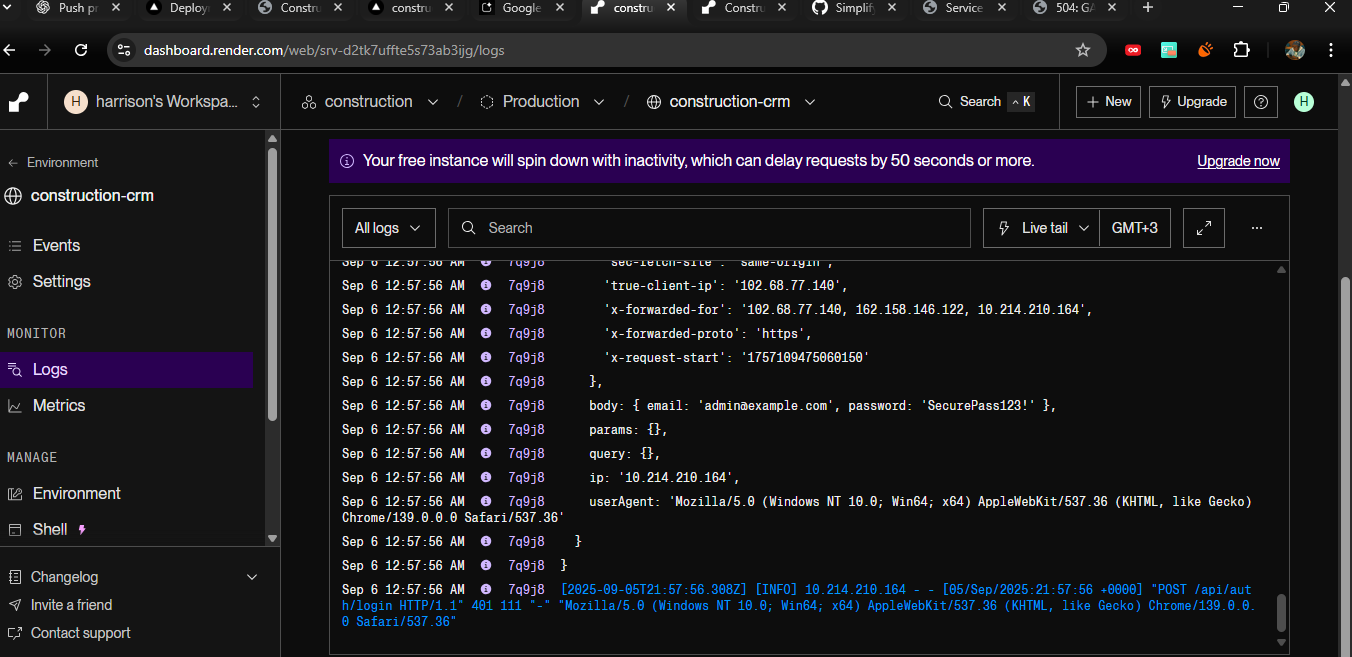 Push pr
Deploy
Constru
constru
Google
constru
Constru
Simplify
Service
504: GA
dashboard.render.com/web/srv-d2tk7uffte5s73ab3ijg/logs
H harrison's Workspa...
construction / Production / construction-crm
Search ^ K
+ New
Upgrade
H
← Environment
construction-crm
Events
Settings
MONITOR
Logs
Metrics
MANAGE
Environment
Shell
Changelog
Invite a friend
Contact support
Your free instance will spin down with inactivity, which can delay requests by 50 seconds or more.
Upgrade now
All logs
Search
Live tail
GMT+3
Sep 6 12:57:56 AM 7q9j8 'sec-fetch-site': 'same-origin',
Sep 6 12:57:56 AM 7q9j8 'true-client-ip': '102.68.77.140',
Sep 6 12:57:56 AM 7q9j8 'x-forwarded-for': '102.68.77.140, 162.158.146.122, 10.214.210.164',
Sep 6 12:57:56 AM 7q9j8 'x-forwarded-proto': 'https',
Sep 6 12:57:56 AM 7q9j8 'x-request-start': '1757109475060150'
Sep 6 12:57:56 AM 7q9j8 },
Sep 6 12:57:56 AM 7q9j8 body: { email: 'admin@example.com', password: 'SecurePass123!' },
Sep 6 12:57:56 AM 7q9j8 params: {},
Sep 6 12:57:56 AM 7q9j8 query: {},
Sep 6 12:57:56 AM 7q9j8 ip: '10.214.210.164',
Sep 6 12:57:56 AM 7q9j8 userAgent: 'Mozilla/5.0 (Windows NT 10.0; Win64; x64) AppleWebKit/537.36 (KHTML, like Gecko)
Chrome/139.0.0.0 Safari/537.36'
Sep 6 12:57:56 AM 7q9j8 }
Sep 6 12:57:56 AM 7q9j8 }
Sep 6 12:57:56 AM 7q9j8 [2025-09-05T21:57:56.308Z] [INFO] 10.214.210.164 - - [05/Sep/2025:21:57:56 +0000] "POST /api/aut
h/login HTTP/1.1" 401 111 "-" "Mozilla/5.0 (Windows NT 10.0; Win64; x64) AppleWebKit/537.36 (KHTML, like Gecko) Chrome/139.0.0.
0 Safari/537.36"